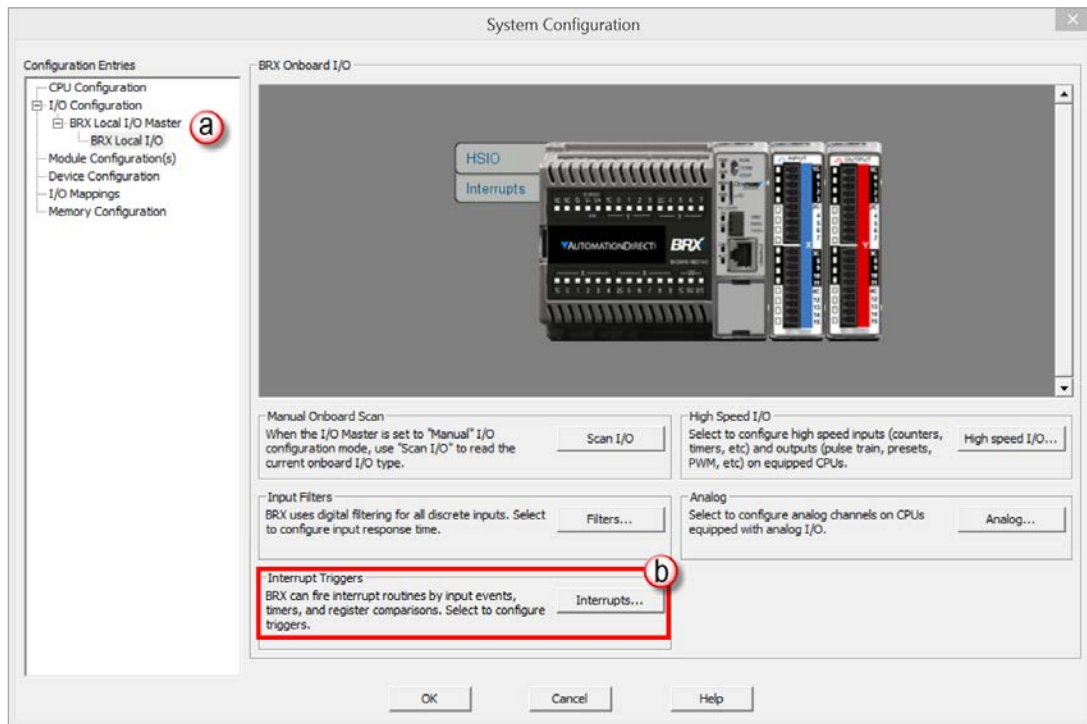 System Configuration
Configuration Entries
CPU Configuration
I/O Configuration
BRX Local I/O Master
BRX Local I/O
Module Configuration(s)
Device Configuration
I/O Mappings
Memory Configuration
a
BRX Onboard I/O
HSIO
Interrupts
AUTOMATIONDIRECT
BRX
INPUT
OUTPUT
X
Y
Manual Onboard Scan
When the I/O Master is set to "Manual" I/O
configuration mode, use "Scan I/O" to read the
current onboard I/O type.
Scan I/O
High Speed I/O
Select to configure high speed inputs (counters,
timers, etc) and outputs (pulse train, presets,
PWM, etc) on equipped CPUs.
High speed I/O...
Input Filters
BRX uses digital filtering for all discrete inputs. Select
to configure input response time.
Filters...
Analog
Select to configure analog channels on CPUs
equipped with analog I/O.
Analog...
b
Interrupt Triggers
BRX can fire interrupt routines by input events,
timers, and register comparisons. Select to configure
triggers.
Interrupts...
OK
Cancel
Help